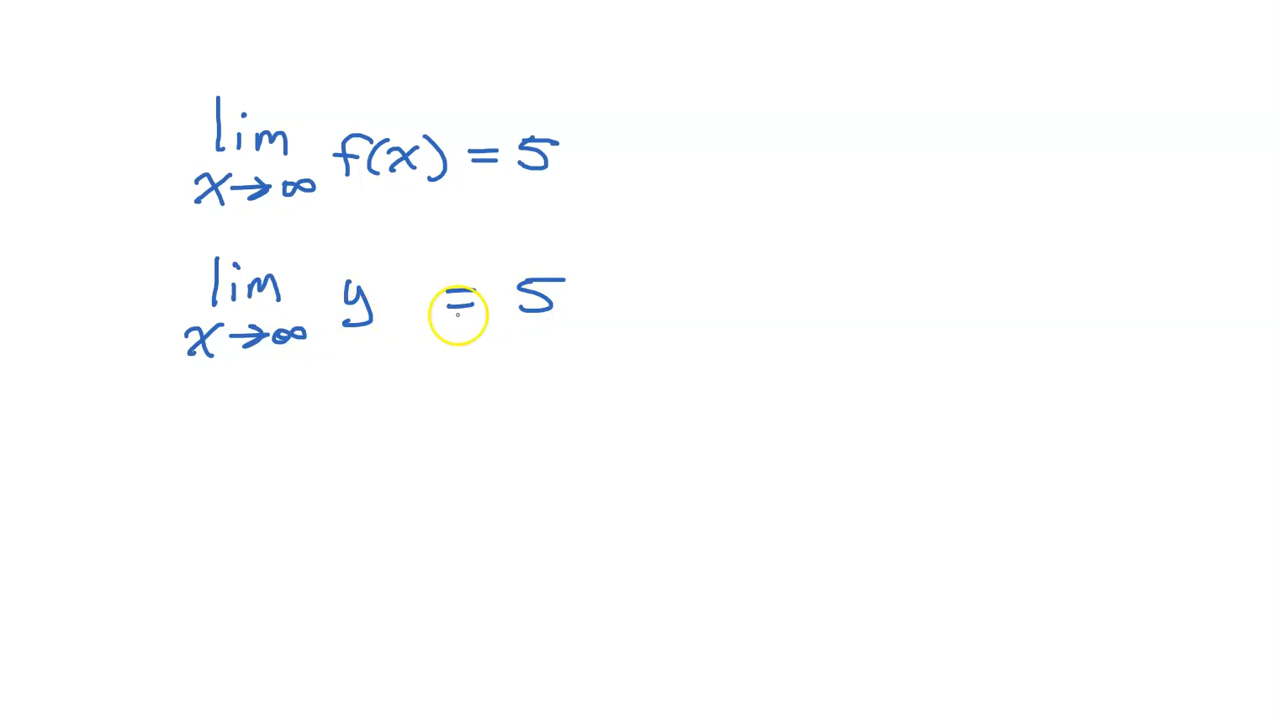 lim f(x) = 5
x→∞
lim y = 5
x→∞